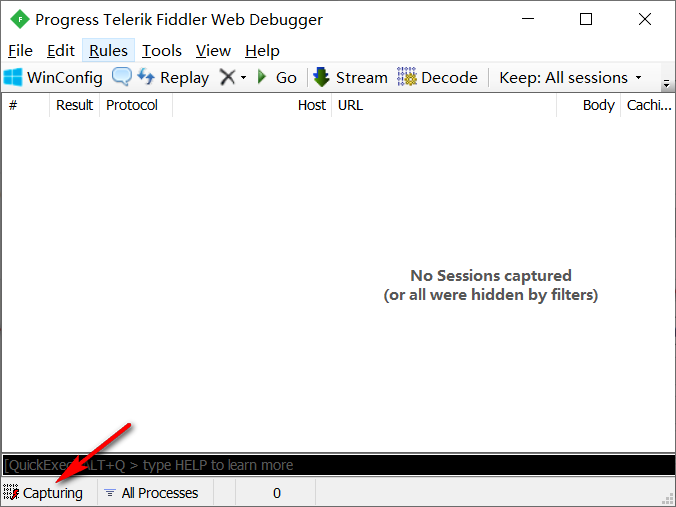 Progress Telerik Fiddler Web Debugger
File Edit Rules Tools View Help
WinConfig Replay Go Stream Decode Keep: All sessions
# Result Protocol Host URL Body Cachi...
No Sessions captured
(or all were hidden by filters)
[QuickExec ALT+Q > type HELP to learn more
Capturing All Processes 0